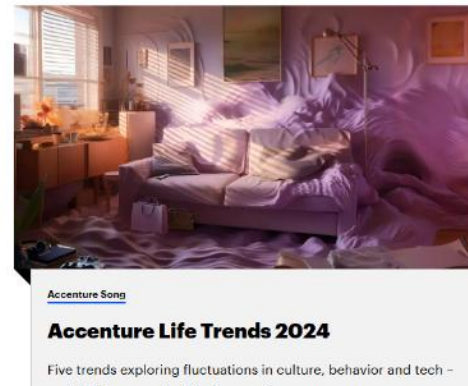 Accenture Song
Accenture Life Trends 2024
Five trends exploring fluctuations in culture, behavior and tech –